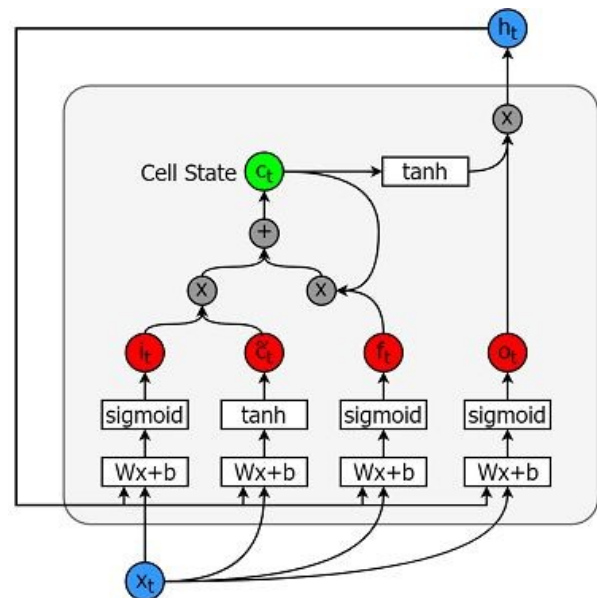 hₜ
X
Cell State cₜ tanh
+
X X
iₜ c̃ₜ fₜ oₜ
sigmoid tanh sigmoid sigmoid
Wx+b Wx+b Wx+b Wx+b
xₜ